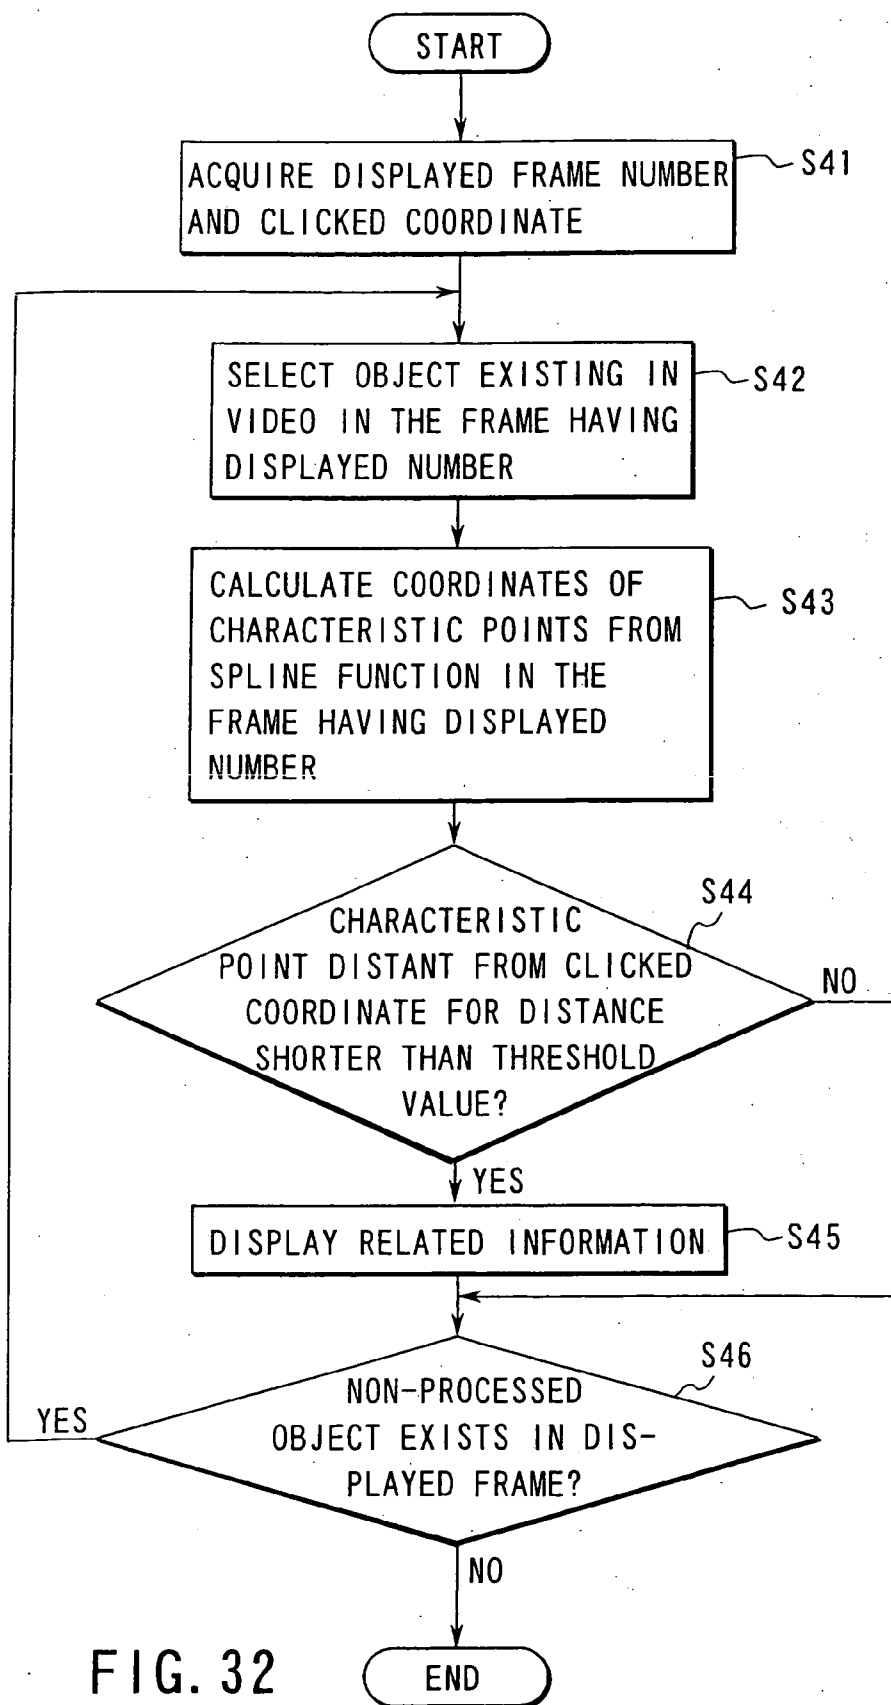 START
ACQUIRE DISPLAYED FRAME NUMBER
AND CLICKED COORDINATE
S41
SELECT OBJECT EXISTING IN
VIDEO IN THE FRAME HAVING
DISPLAYED NUMBER
S42
CALCULATE COORDINATES OF
CHARACTERISTIC POINTS FROM
SPLINE FUNCTION IN THE
FRAME HAVING DISPLAYED
NUMBER
S43
CHARACTERISTIC
POINT DISTANT FROM CLICKED
COORDINATE FOR DISTANCE
SHORTER THAN THRESHOLD
VALUE?
S44
NO
YES
DISPLAY RELATED INFORMATION
S45
NON-PROCESSED
OBJECT EXISTS IN DIS-
PLAYED FRAME?
S46
YES
NO
END
FIG. 32